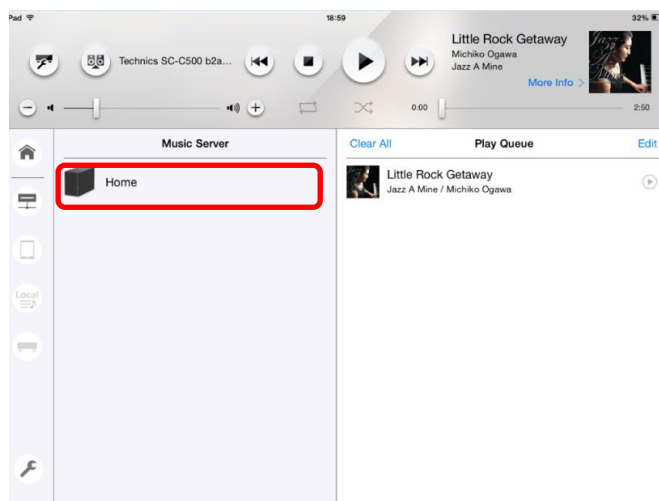 Pad 18:59 32%
Little Rock Getaway
Michiko Ogawa
Jazz A Mine
More Info >
Technics SC-C500 b2a...
0:00 2:50
Music Server
Clear All Play Queue Edit
Home
Little Rock Getaway
Jazz A Mine / Michiko Ogawa
Local